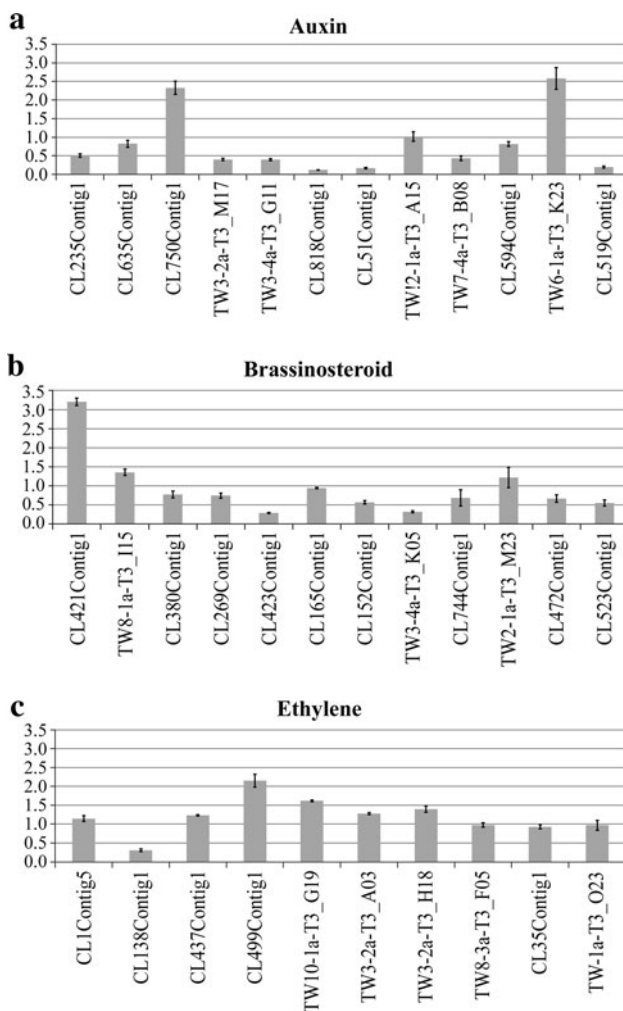 a
Auxin
3.5
3.0
2.5
2.0
1.5
1.0
0.5
0.0
CL235Contig1
CL635Contig1
CL750Contig1
TW3-2a-T3_M17
TW3-4a-T3_G11
CL818Contig1
CL51Contig1
TW!2-1a-T3_A15
TW7-4a-T3_B08
CL594Contig1
TW6-1a-T3_K23
CL519Contig1
b
Brassinosteroid
3.5
3.0
2.5
2.0
1.5
1.0
0.5
0.0
CL421Contig1
TW8-1a-T3_I15
CL380Contig1
CL269Contig1
CL423Contig1
CL165Contig1
CL152Contig1
TW3-4a-T3_K05
CL744Contig1
TW2-1a-T3_M23
CL472Contig1
CL523Contig1
c
Ethylene
3.5
3.0
2.5
2.0
1.5
1.0
0.5
0.0
CL1Contig5
CL138Contig1
CL437Contig1
CL499Contig1
TW10-1a-T3_G19
TW3-2a-T3_A03
TW3-2a-T3_H18
TW8-3a-T3_F05
CL35Contig1
TW-1a-T3_O23